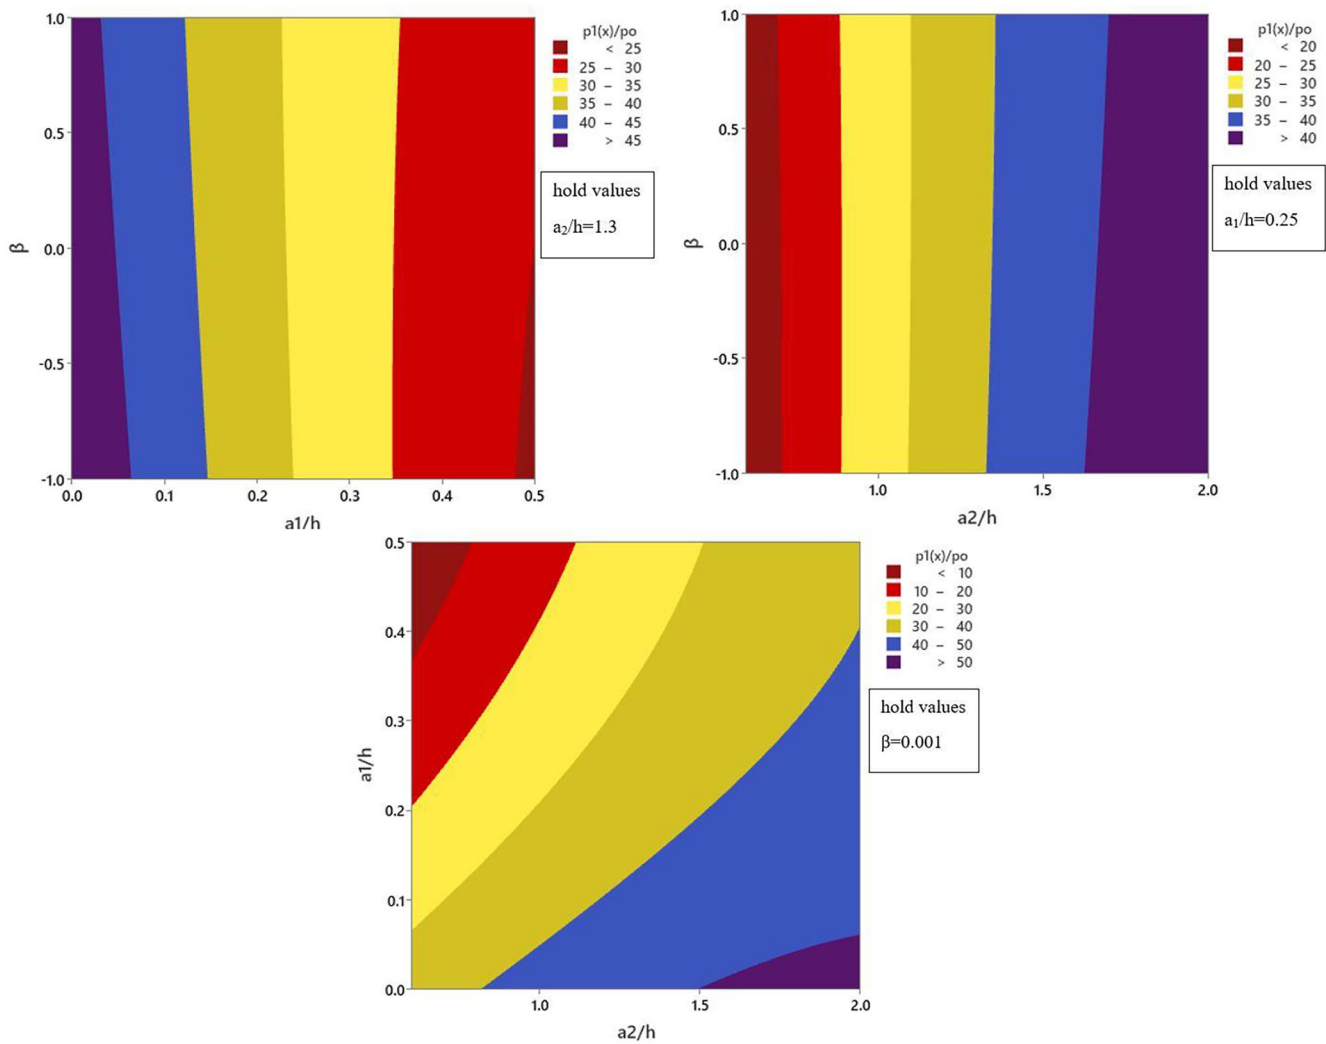 p1(x)/po
< 25
25 – 30
30 – 35
35 – 40
40 – 45
> 45
hold values
a₂/h=1.3
1.0
0.5
0.0
-0.5
-1.0
β
0.0 0.1 0.2 0.3 0.4 0.5
a1/h
p1(x)/po
< 20
20 – 25
25 – 30
30 – 35
35 – 40
> 40
hold values
a₁/h=0.25
1.0
0.5
0.0
-0.5
-1.0
β
1.0 1.5 2.0
a2/h
p1(x)/po
< 10
10 – 20
20 – 30
30 – 40
40 – 50
> 50
hold values
β=0.001
0.5
0.4
0.3
0.2
0.1
0.0
a1/h
1.0 1.5 2.0
a2/h